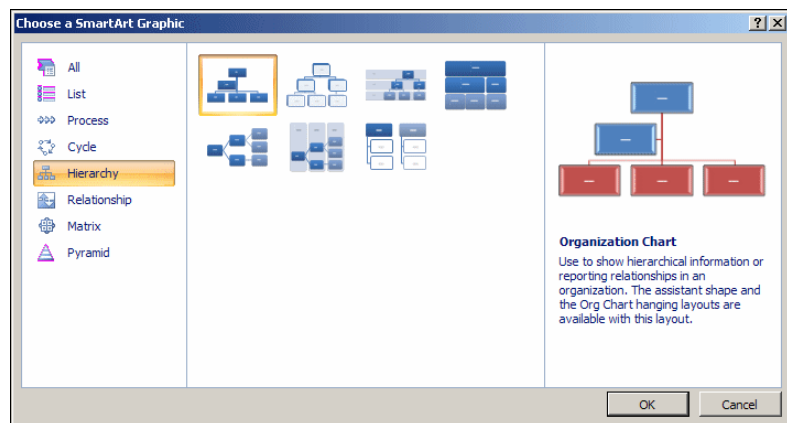 Choose a SmartArt Graphic
All
List
Process
Cycle
Hierarchy
Relationship
Matrix
Pyramid
Organization Chart
Use to show hierarchical information or
reporting relationships in an
organization. The assistant shape and
the Org Chart hanging layouts are
available with this layout.
OK
Cancel